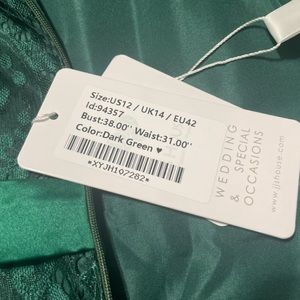 Size:US12 / UK14 / EU42
Id:94357
Bust:38.00'' Waist:31.00''
Color:Dark Green ♥
*XYJH197282*
WEDDING
& SPECIAL
OCCASIONS
www.jjshouse.com